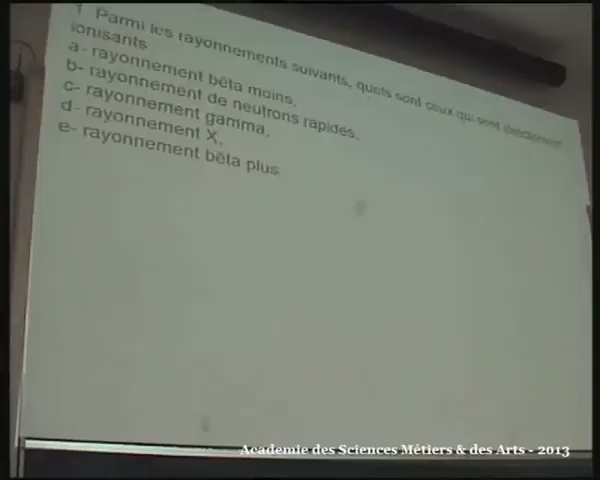 1 Parmi les rayonnements suivants, quels sont ceux qui sont directement
ionisants
a- rayonnement bêta moins,
b- rayonnement de neutrons rapides,
c- rayonnement gamma,
d- rayonnement X,
e- rayonnement bêta plus
Academie des Sciences Métiers & des Arts - 2013